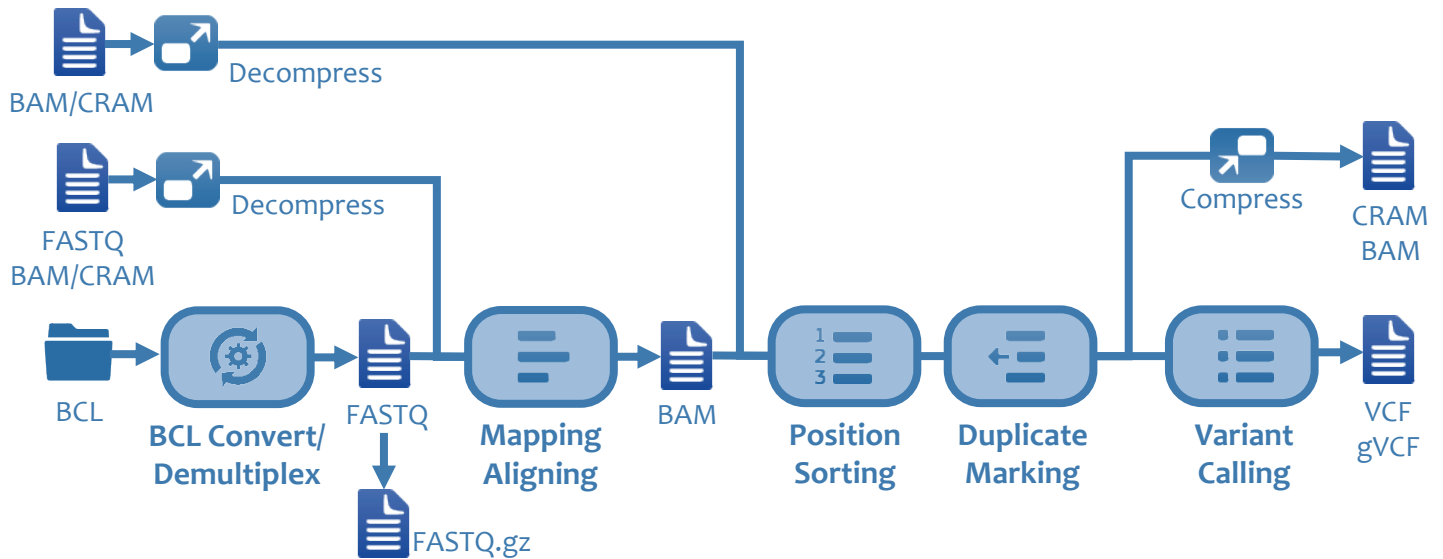 Decompress
BAM/CRAM
Decompress
Compress
FASTQ
BAM/CRAM
CRAM
BAM
1
2
3
BCL
FASTQ
BAM
VCF
gVCF
BCL Convert/
Demultiplex
Mapping
Aligning
Position
Sorting
Duplicate
Marking
Variant
Calling
FASTQ.gz